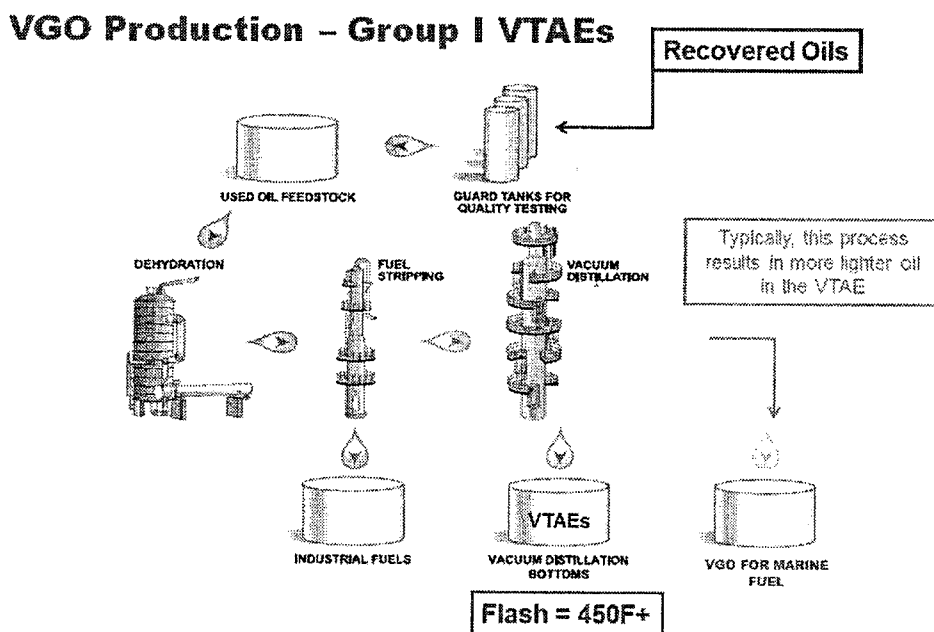 VGO Production – Group I VTAEs
Recovered Oils
USED OIL FEEDSTOCK
GUARD TANKS FOR
QUALITY TESTING
DEHYDRATION
FUEL
STRIPPING
VACUUM
DISTILLATION
Typically, this process
results in more lighter oil
in the VTAE
INDUSTRIAL FUELS
VTAEs
VACUUM DISTILLATION
BOTTOMS
VGO FOR MARINE
FUEL
Flash = 450F+